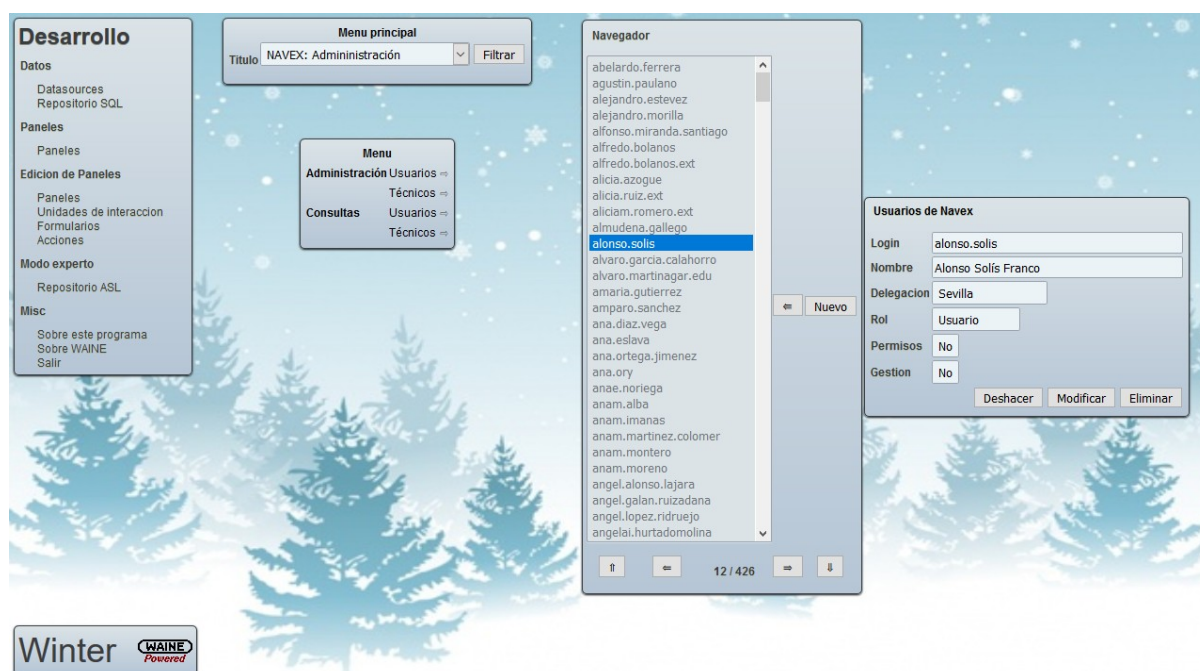 Desarrollo
Datos
Datasources
Repositorio SQL
Paneles
Paneles
Edicion de Paneles
Paneles
Unidades de interaccion
Formularios
Acciones
Modo experto
Repositorio ASL
Misc
Sobre este programa
Sobre WAINE
Salir
Menu principal
Titulo NAVEX: Admininistración Filtrar
Menu
Administración Usuarios ⇨
Técnicos ⇨
Consultas Usuarios ⇨
Técnicos ⇨
Navegador
abelardo.ferrera
agustin.paulano
alejandro.estevez
alejandro.morilla
alfonso.miranda.santiago
alfredo.bolanos
alfredo.bolanos.ext
alicia.azogue
alicia.ruiz.ext
aliciam.romero.ext
almudena.gallego
alonso.solis
alvaro.garcia.calahorro
alvaro.martinagar.edu
amaria.gutierrez
amparo.sanchez
ana.diaz.vega
ana.eslava
ana.ortega.jimenez
ana.ory
anae.noriega
anam.alba
anam.imanas
anam.martinez.colomer
anam.montero
anam.moreno
angel.alonso.lajara
angel.galan.ruizadana
angel.lopez.ridruejo
angelai.hurtadomolina
⇐ Nuevo
⇑ ⇐ 12 / 426 ⇒ ⇓
Usuarios de Navex
Login alonso.solis
Nombre Alonso Solís Franco
Delegacion Sevilla
Rol Usuario
Permisos No
Gestion No
Deshacer Modificar Eliminar
Winter WAINE
Powered